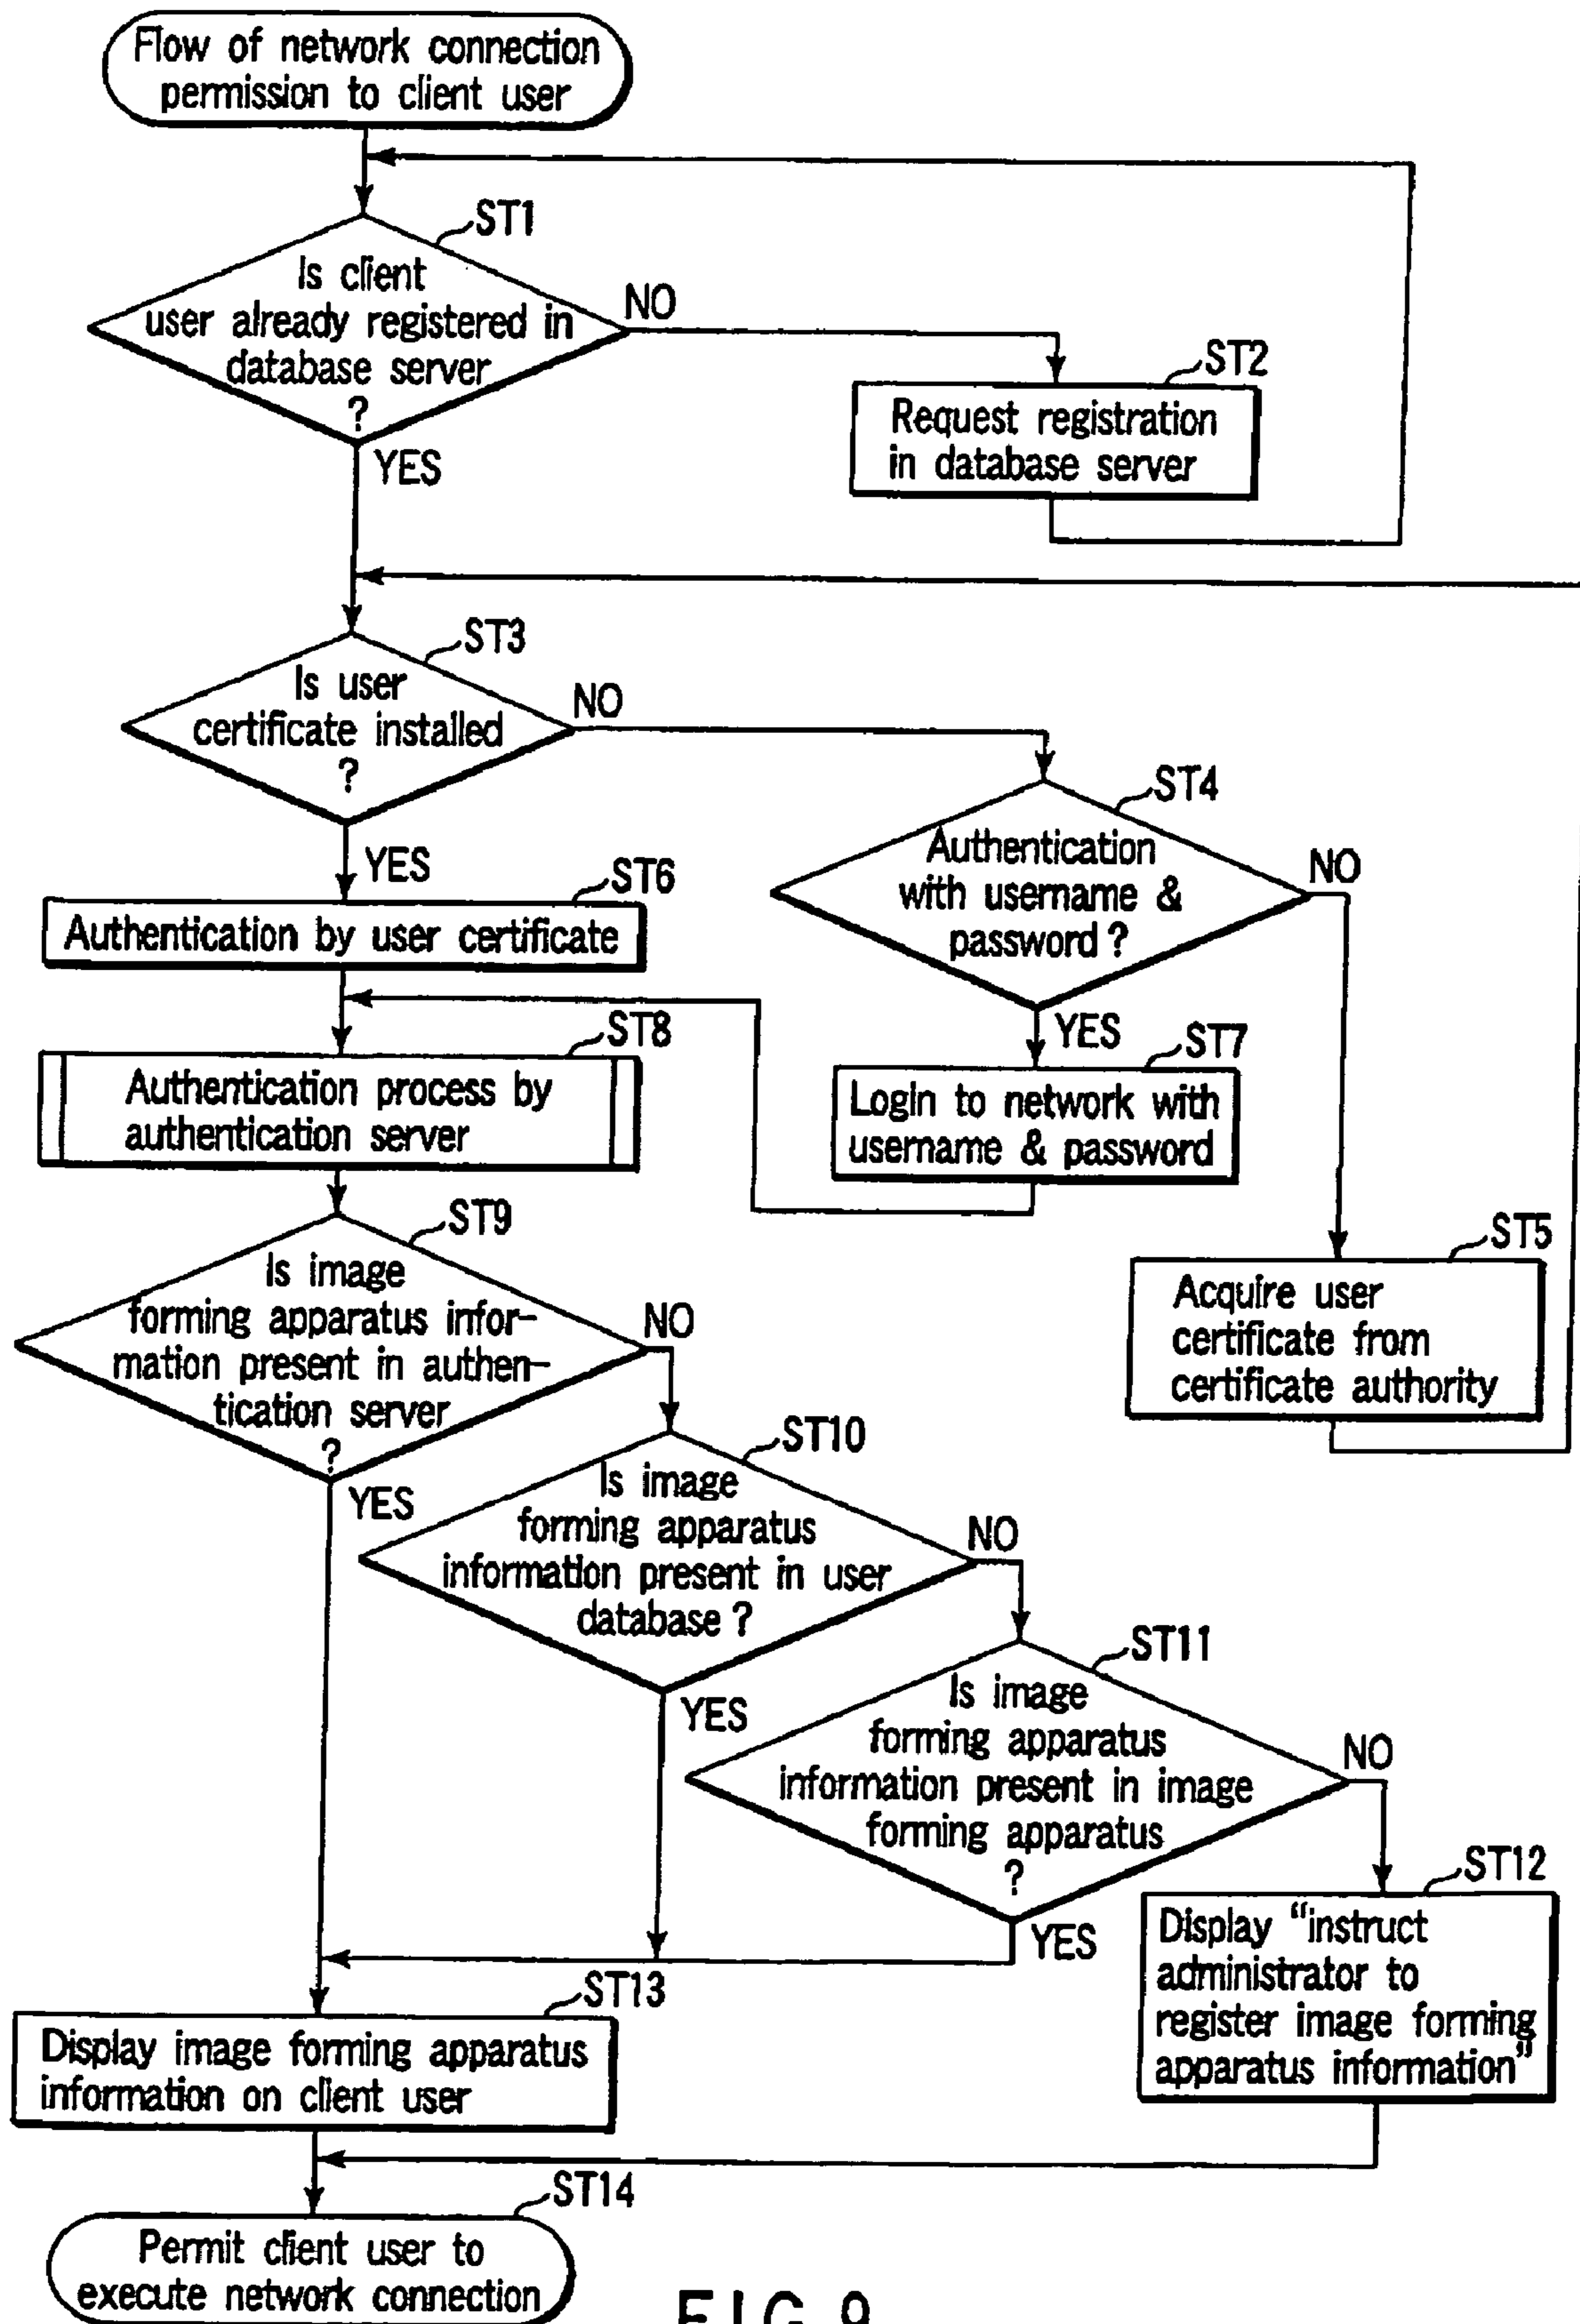 Flow of network connection
permission to client user
ST1
Is client
user already registered in
database server
?
NO
YES
ST2
Request registration
in database server
ST3
Is user
certificate installed
?
NO
YES
ST4
Authentication
with username &
password ?
NO
YES
ST6
Authentication by user certificate
ST8
Authentication process by
authentication server
ST7
Login to network with
username & password
ST5
Acquire user
certificate from
certificate authority
ST9
Is image
forming apparatus infor-
mation present in authen-
tication server
?
NO
YES
ST10
Is image
forming apparatus
information present in user
database ?
NO
YES
ST11
Is image
forming apparatus
information present in image
forming apparatus
?
NO
YES
ST12
Display “instruct
administrator to
register image forming
apparatus information”
ST13
Display image forming apparatus
information on client user
ST14
Permit client user to
execute network connection
FIG. 9